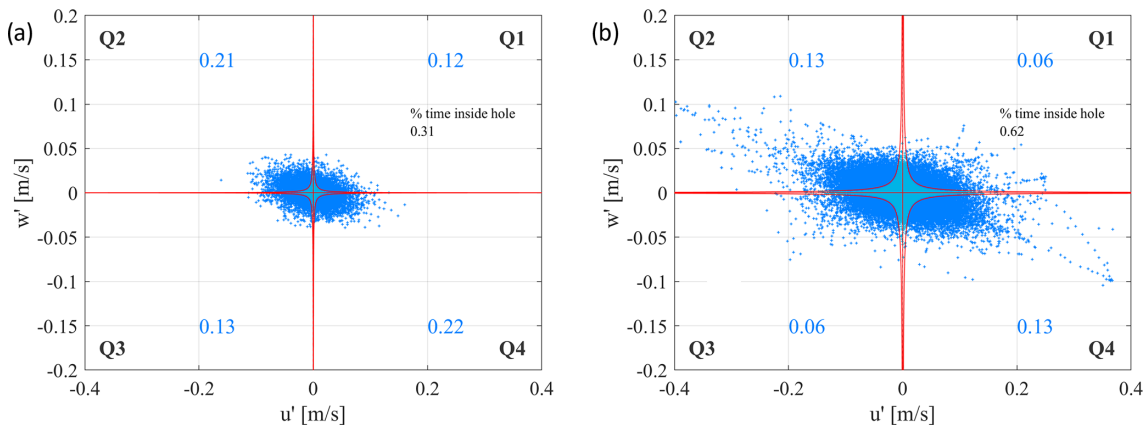 (a)
Q2
Q1
0.21
0.12
% time inside hole
0.31
0.13
0.22
Q3
Q4
0.2
0.15
0.1
0.05
0
-0.05
-0.1
-0.15
-0.2
w' [m/s]
-0.4
-0.2
0
0.2
0.4
u' [m/s]
(b)
Q2
Q1
0.13
0.06
% time inside hole
0.62
0.06
0.13
Q3
Q4
0.2
0.15
0.1
0.05
0
-0.05
-0.1
-0.15
-0.2
w' [m/s]
-0.4
-0.2
0
0.2
0.4
u' [m/s]